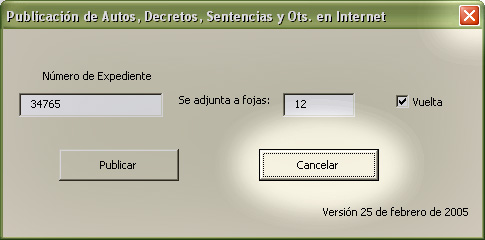 Publicación de Autos, Decretos, Sentencias y Ots. en Internet
Número de Expediente
34765
Se adjunta a fojas:
12
Vuelta
Publicar
Cancelar
Versión 25 de febrero de 2005